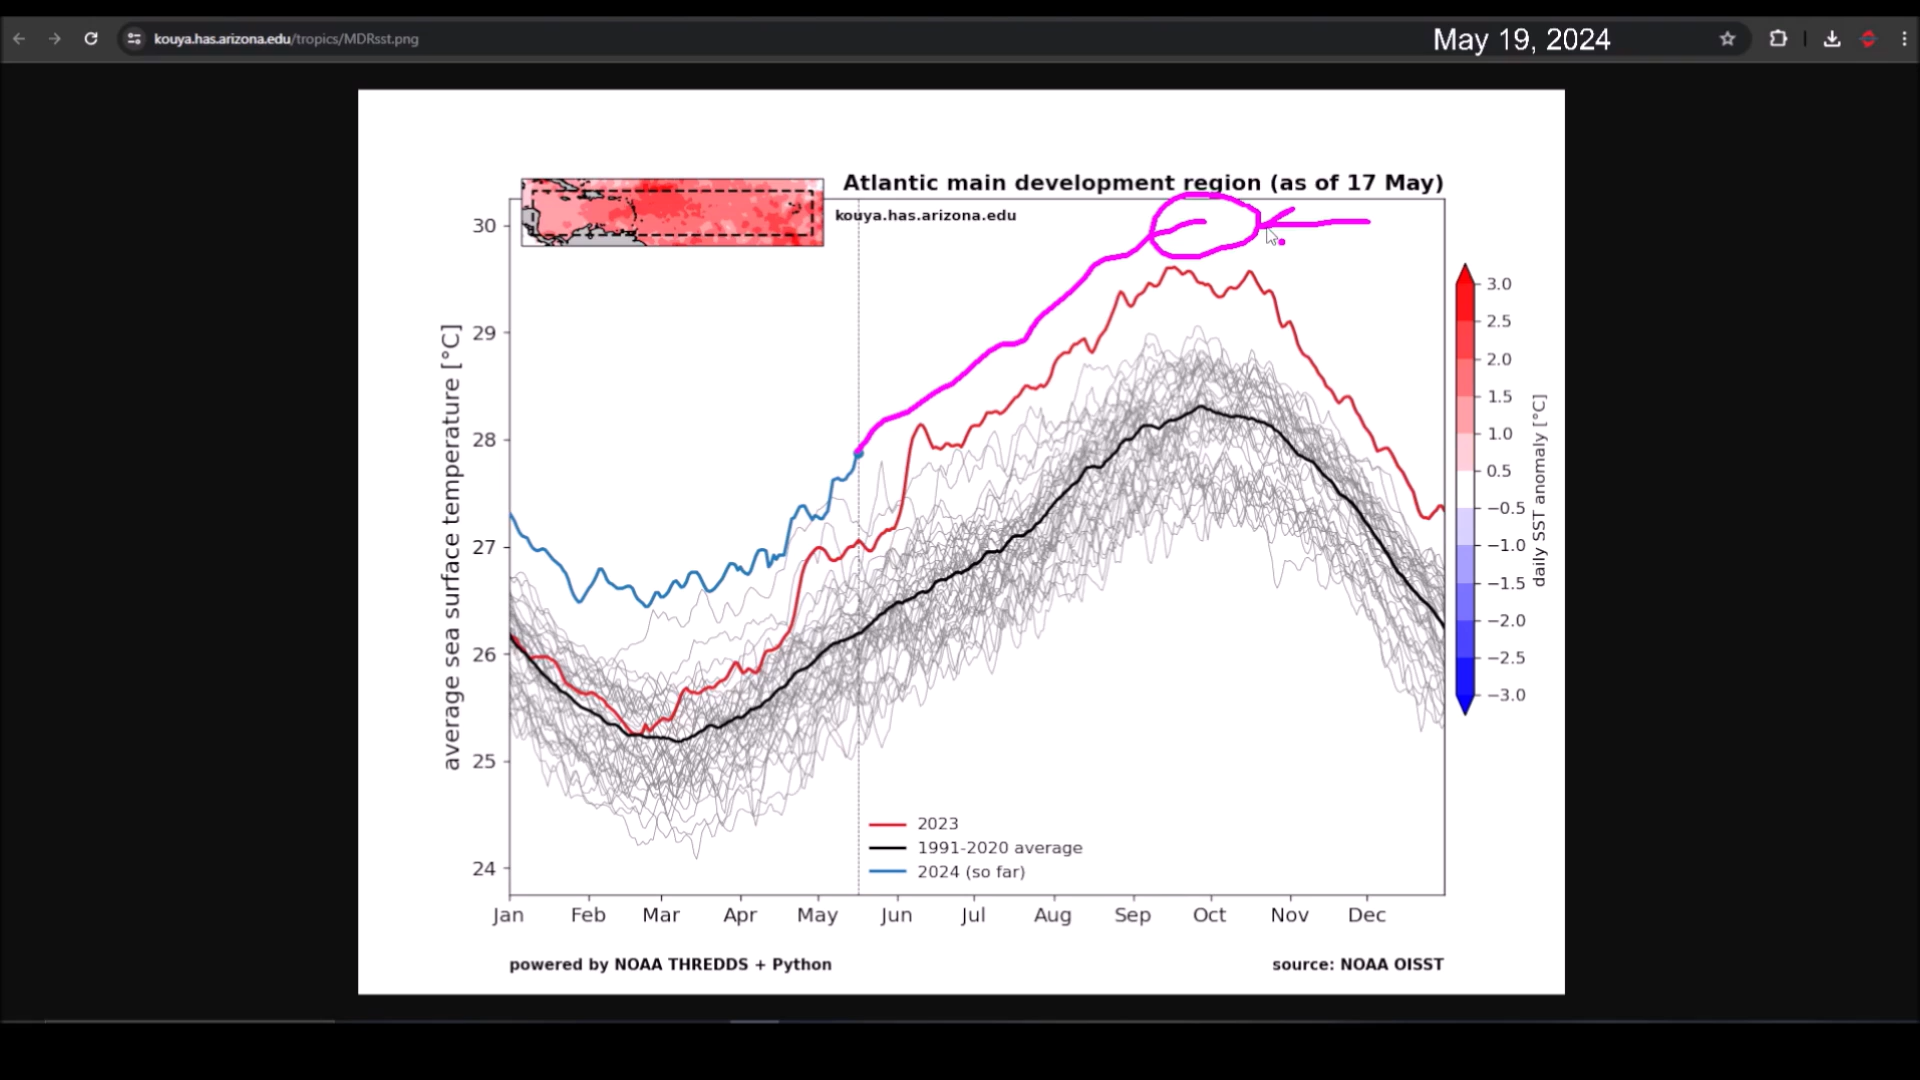 kouya.has.arizona.edu/tropics/MDRsst.png
May 19, 2024
Atlantic main development region (as of 17 May)
kouya.has.arizona.edu
average sea surface temperature [°C]
30
29
28
27
26
25
24
2023
1991-2020 average
2024 (so far)
Jan Feb Mar Apr May Jun Jul Aug Sep Oct Nov Dec
3.0
2.5
2.0
1.5
1.0
0.5
−0.5
−1.0
−1.5
−2.0
−2.5
−3.0
daily SST anomaly [°C]
powered by NOAA THREDDS + Python
source: NOAA OISST